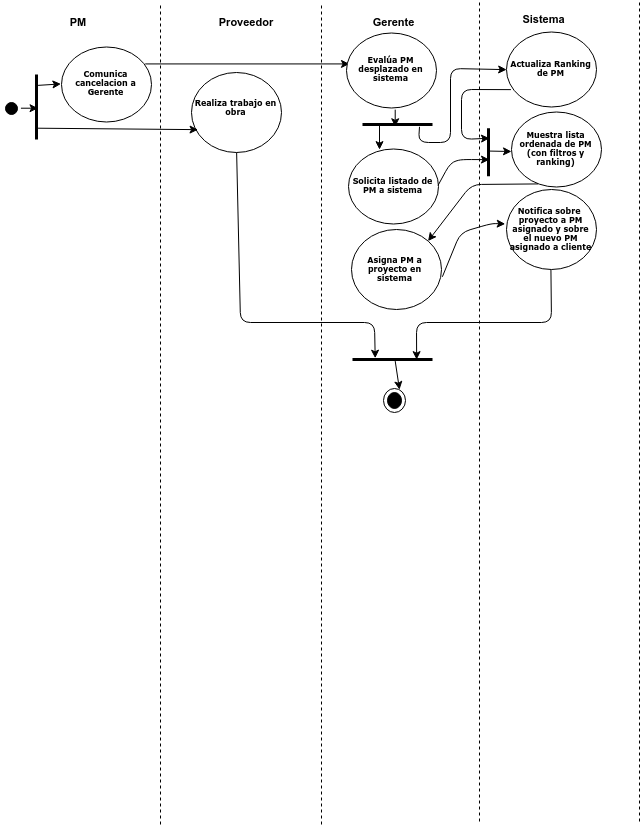 PM
Proveedor
Gerente
Sistema
Comunica
cancelacion a
Gerente
Realiza trabajo en
obra
Evalúa PM
desplazado en
sistema
Actualiza Ranking
de PM
Solicita listado de
PM a sistema
Muestra lista
ordenada de PM
(con filtros y
ranking)
Asigna PM a
proyecto en
sistema
Notifica sobre
proyecto a PM
asignado y sobre
el nuevo PM
asignado a cliente